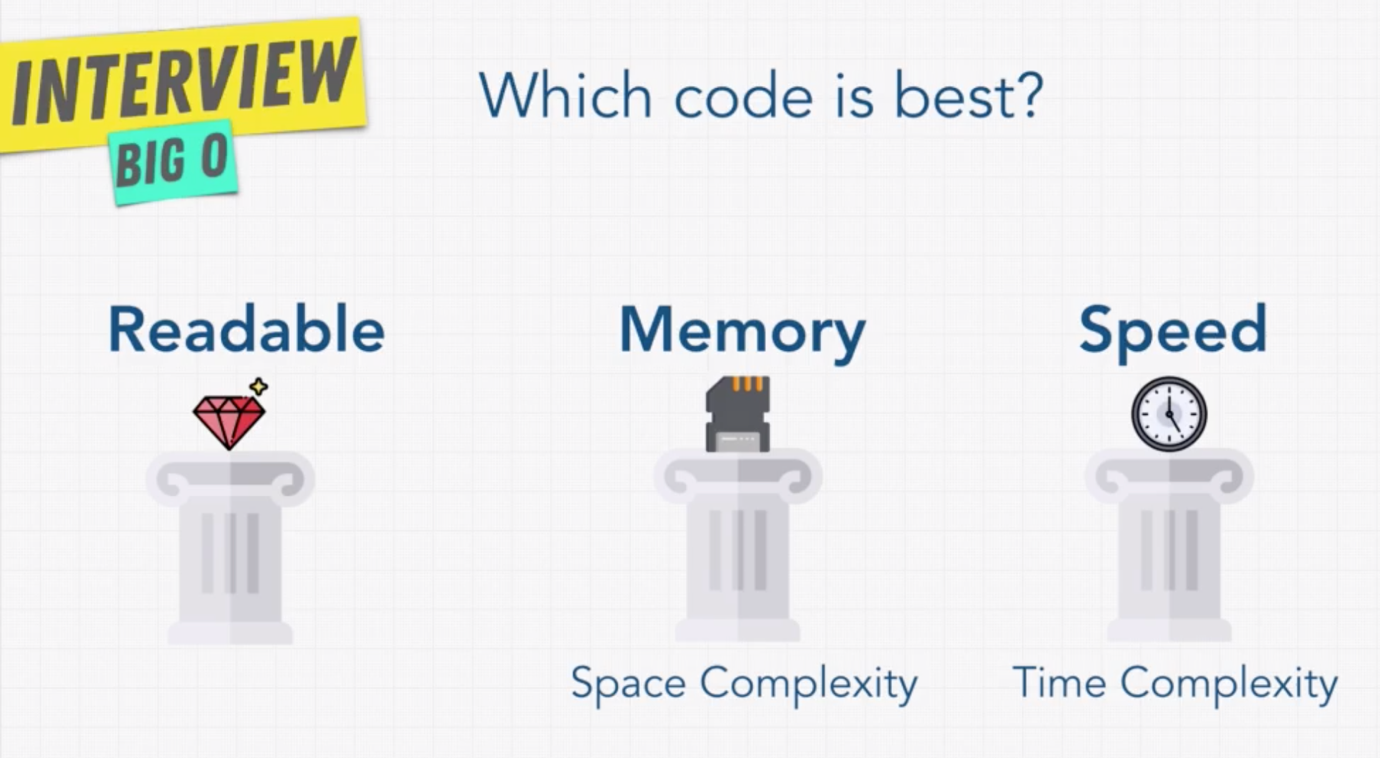 INTERVIEW
BIG O
Which code is best?
Readable
Memory
Speed
Space Complexity
Time Complexity